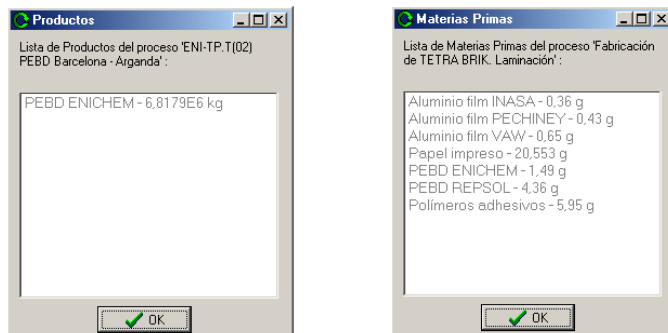 Productos
Lista de Productos del proceso 'ENI-TP.T(02)
PEBD Barcelona - Arganda' :
PEBD ENICHEM - 6,8179E6 kg
OK
Materias Primas
Lista de Materias Primas del proceso 'Fabricación
de TETRA BRIK. Laminación' :
Aluminio film INASA - 0,36 g
Aluminio film PECHINEY - 0,43 g
Aluminio film VAW - 0,65 g
Papel impreso - 20,553 g
PEBD ENICHEM - 1,49 g
PEBD REPSOL - 4,36 g
Polímeros adhesivos - 5,95 g
OK